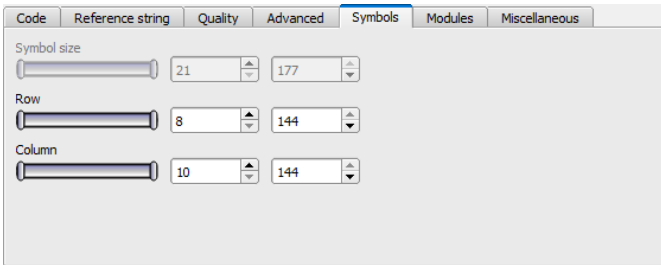 Code Reference string Quality Advanced Symbols Modules Miscellaneous
Symbol size
21 177
Row
8 144
Column
10 144